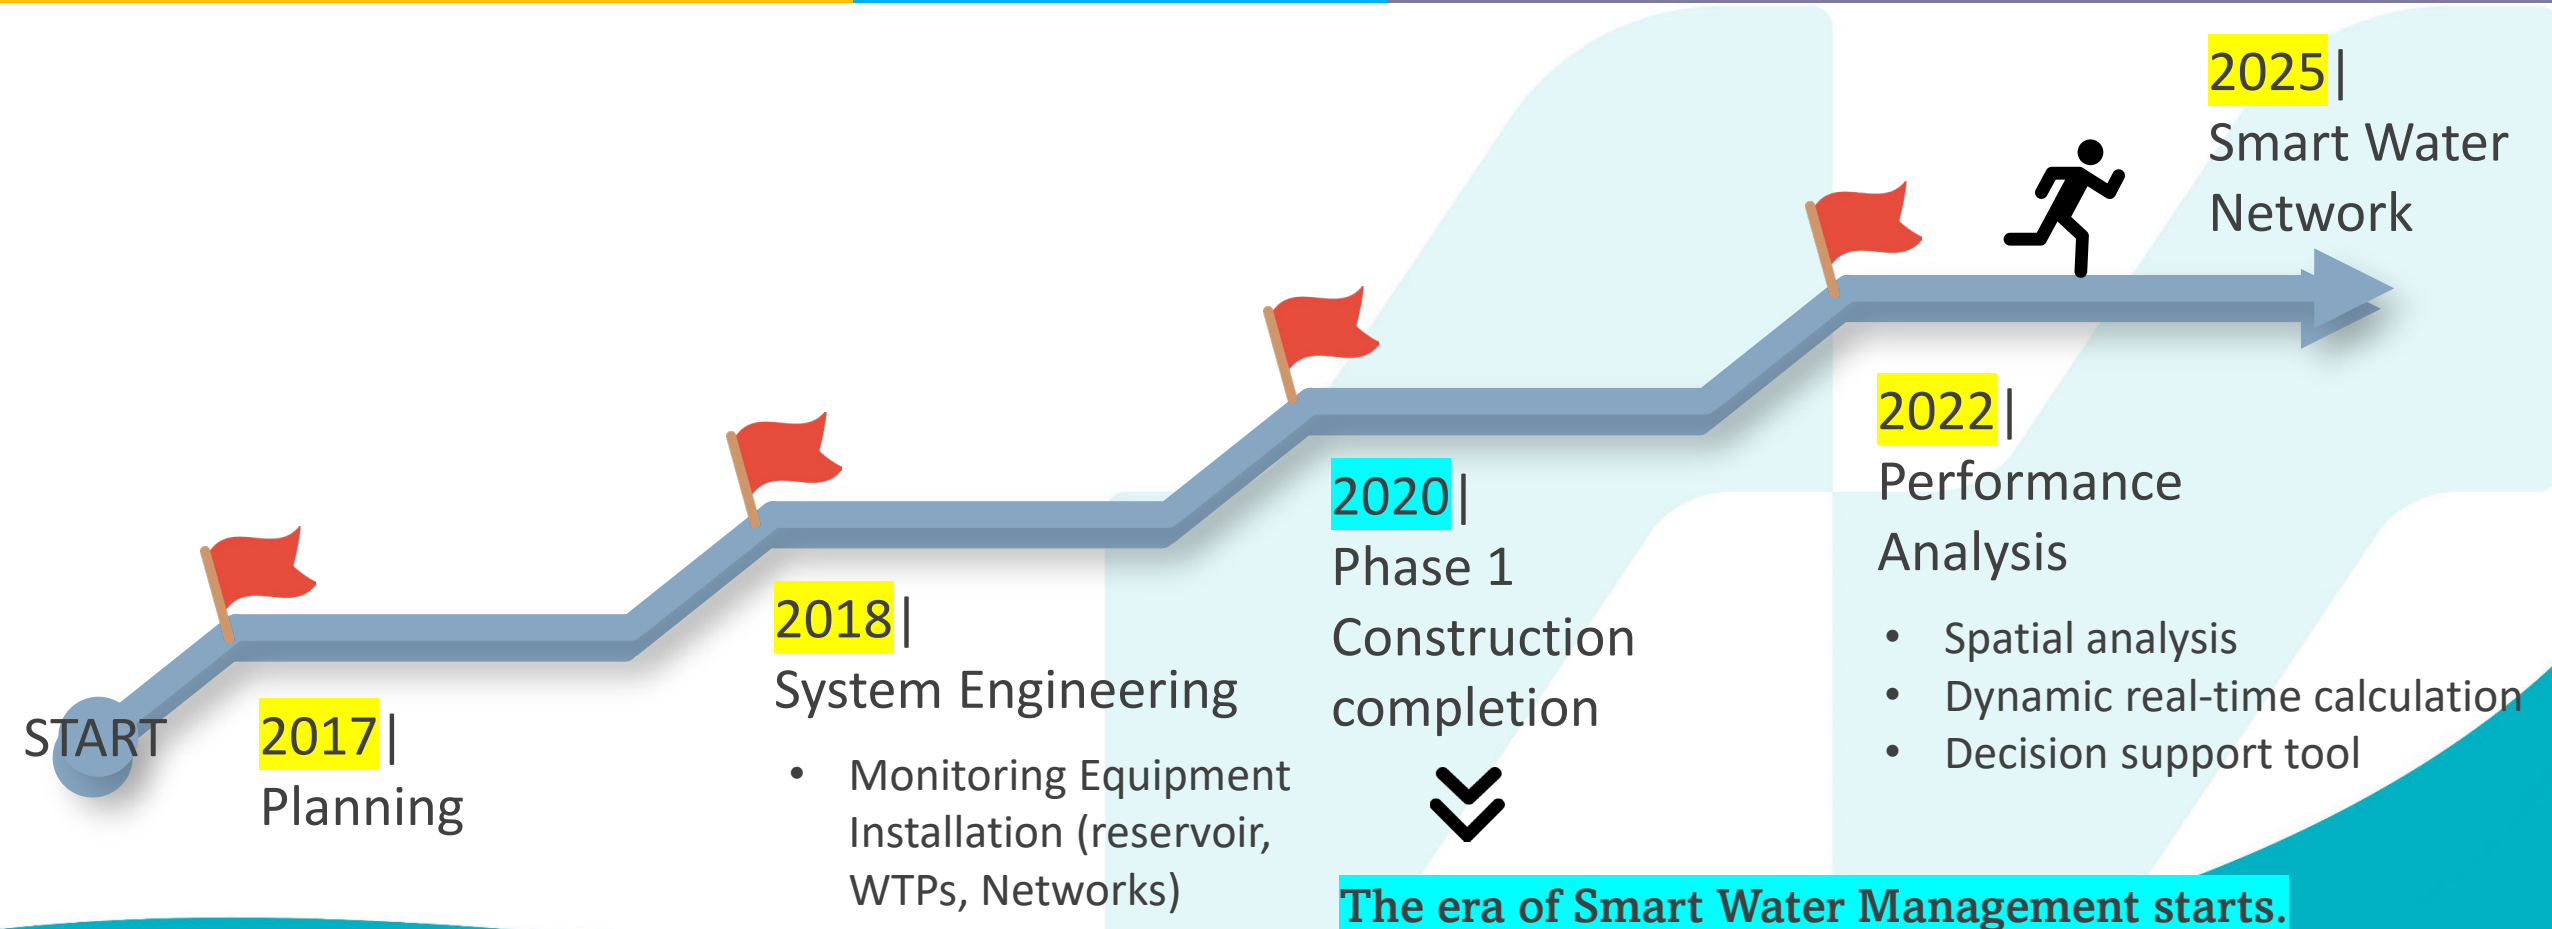 START
2017|
Planning
2018|
System Engineering
• Monitoring Equipment
Installation (reservoir,
WTPs, Networks)
2020|
Phase 1
Construction
completion
The era of Smart Water Management starts.
2022|
Performance
Analysis
• Spatial analysis
• Dynamic real-time calculation
• Decision support tool
2025|
Smart Water
Network